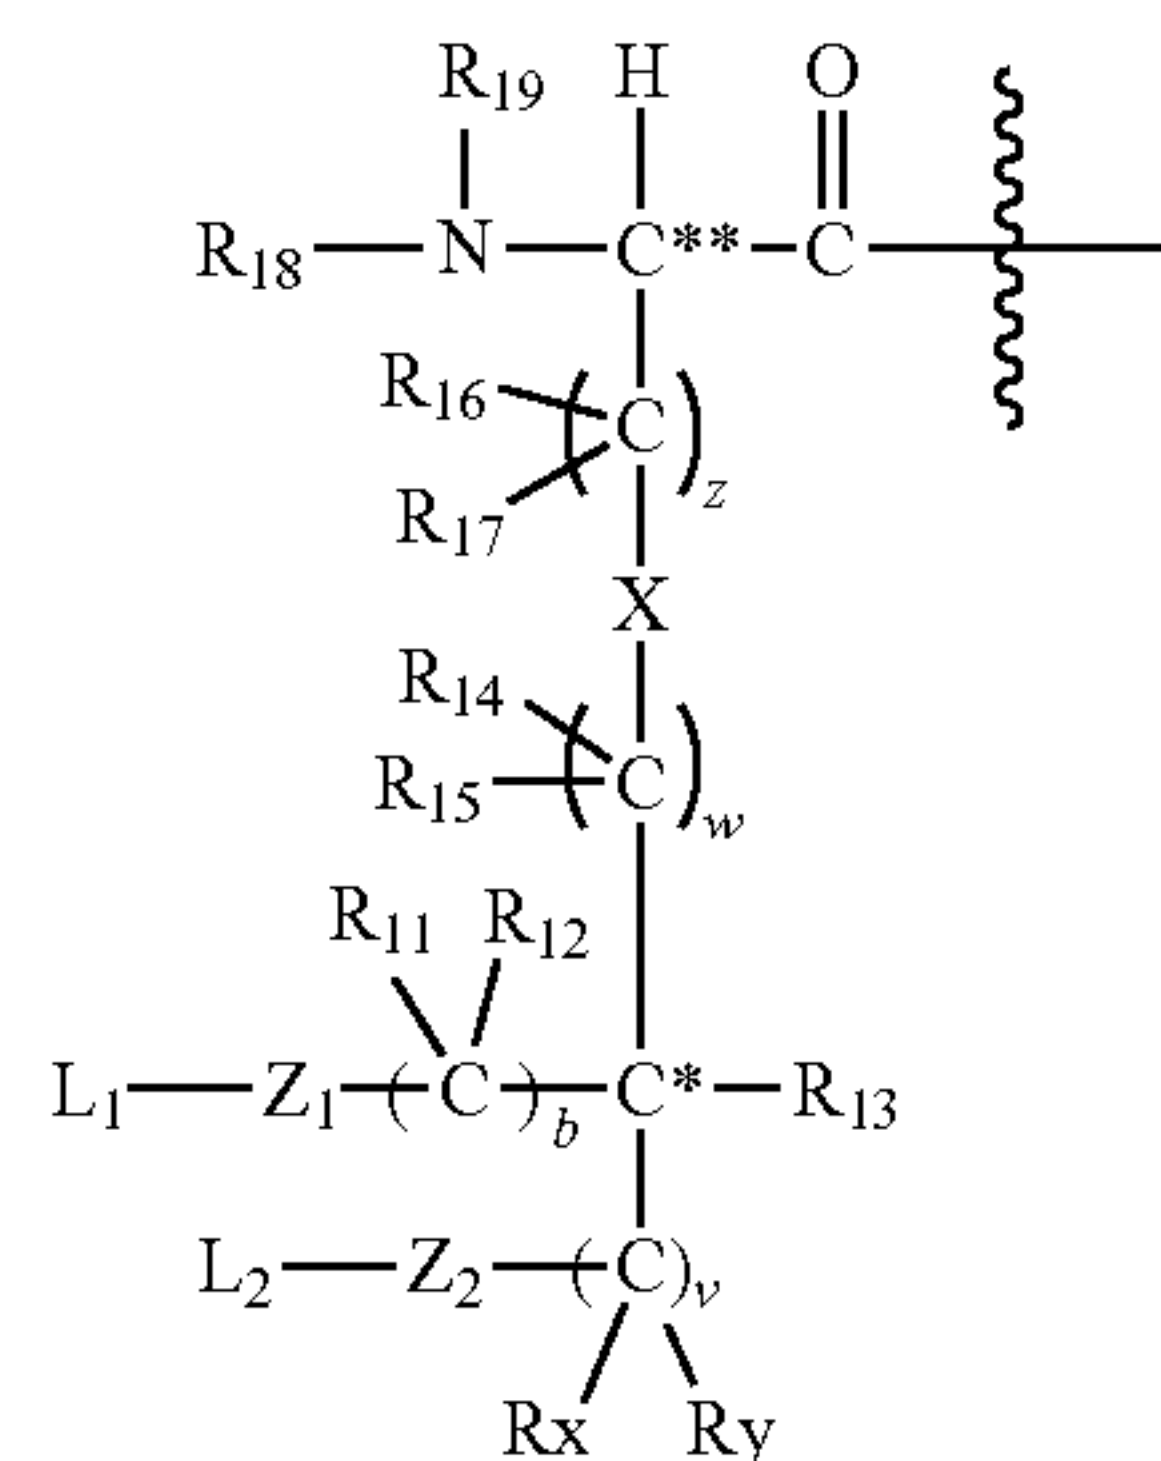 R19 H O
R18 N C** C
R16 ( C ) z
R17
X
R14
R15 ( C ) w
R11 R12
L1 Z1 ( C ) b C* R13
L2 Z2 ( C ) v
Rx Ry